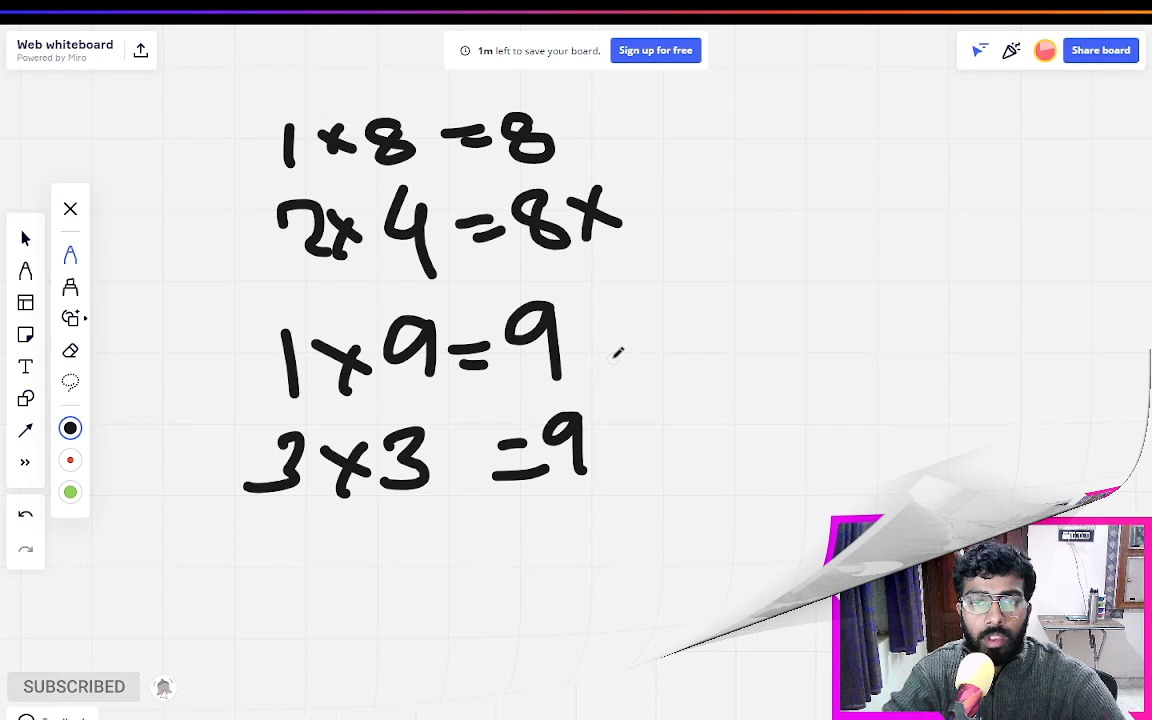 Web whiteboard
Powered by Miro
1m left to save your board.
Sign up for free
Share board
1 x 8 = 8
2 x 4 = 8 x
1 x 9 = 9
3 x 3 = 9
T
SUBSCRIBED